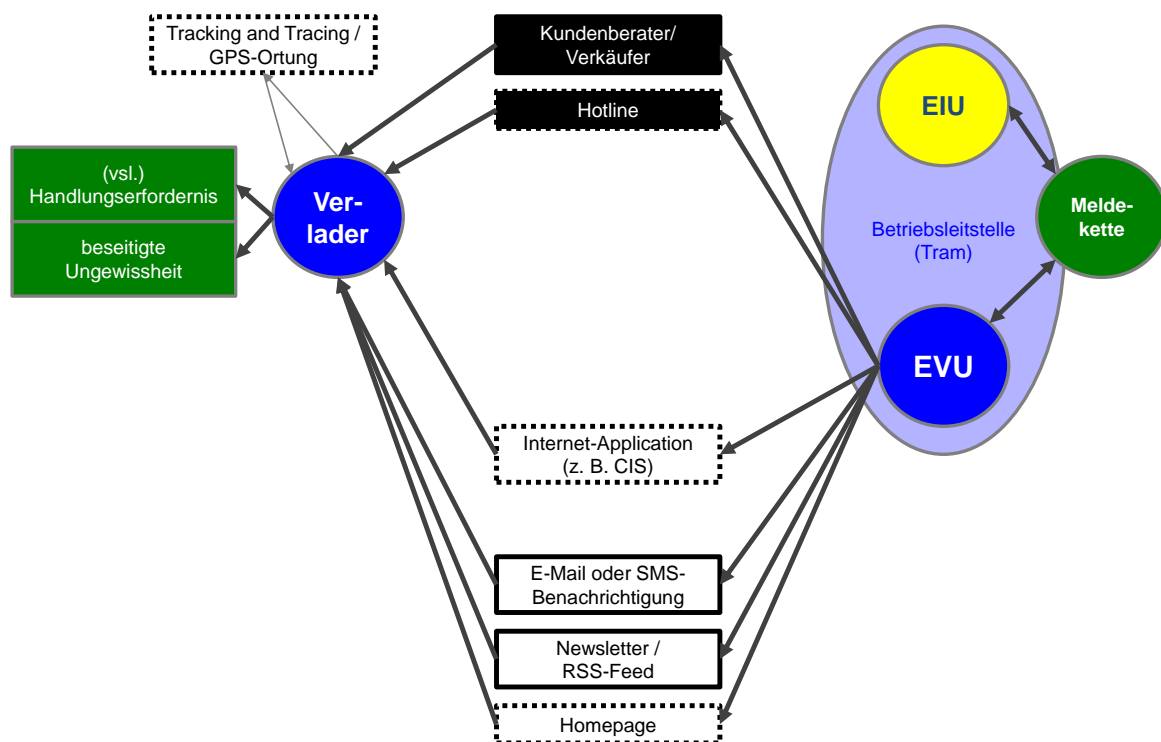 Tracking and Tracing /
GPS-Ortung
Kundenberater/
Verkäufer
Hotline
EIU
(vsl.)
Handlungserfordernis
beseitigte
Ungewissheit
Ver-
lader
Betriebsleitstelle
(Tram)
Melde-
kette
EVU
Internet-Application
(z. B. CIS)
E-Mail oder SMS-
Benachrichtigung
Newsletter /
RSS-Feed
Homepage